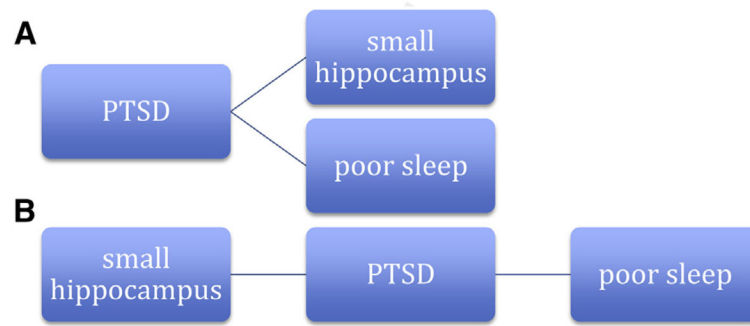 A
PTSD
small
hippocampus
poor sleep
B
small
hippocampus
PTSD
poor sleep